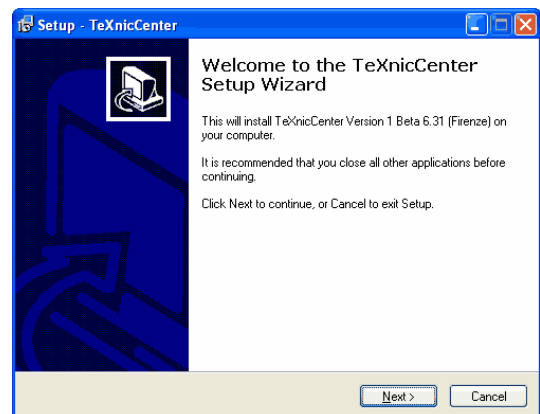 Setup - TeXnicCenter
Welcome to the TeXnicCenter
Setup Wizard
This will install TeXnicCenter Version 1 Beta 6.31 (Firenze) on
your computer.
It is recommended that you close all other applications before
continuing.
Click Next to continue, or Cancel to exit Setup.
Next >
Cancel